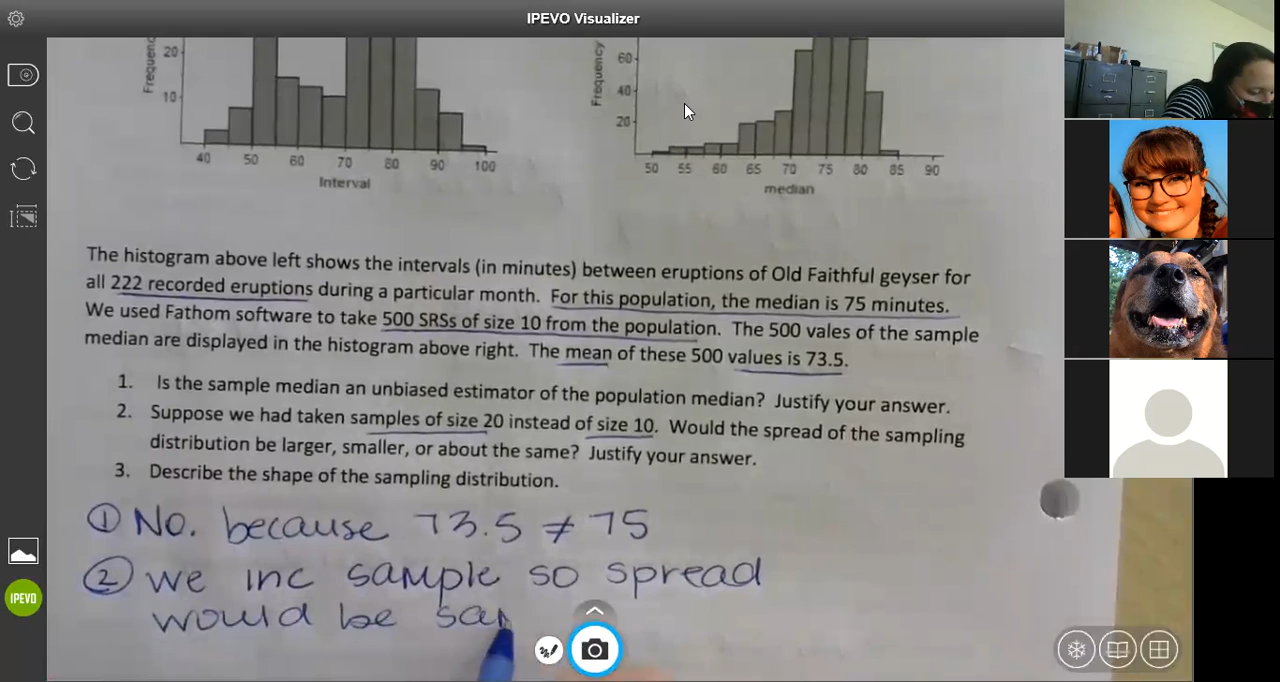 IPEVO Visualizer
Frequenc
20
10
40 50 60 70 80 90 100
Interval
Frequency
60
40
20
50 55 60 65 70 75 80 85 90
median
The histogram above left shows the intervals (in minutes) between eruptions of Old Faithful geyser for
all 222 recorded eruptions during a particular month. For this population, the median is 75 minutes.
We used Fathom software to take 500 SRSs of size 10 from the population. The 500 vales of the sample
median are displayed in the histogram above right. The mean of these 500 values is 73.5.
1. Is the sample median an unbiased estimator of the population median? Justify your answer.
2. Suppose we had taken samples of size 20 instead of size 10. Would the spread of the sampling
distribution be larger, smaller, or about the same? Justify your answer.
3. Describe the shape of the sampling distribution.
① No. because 73.5 ≠ 75
② we inc sample so spread
would be sa
IPEVO